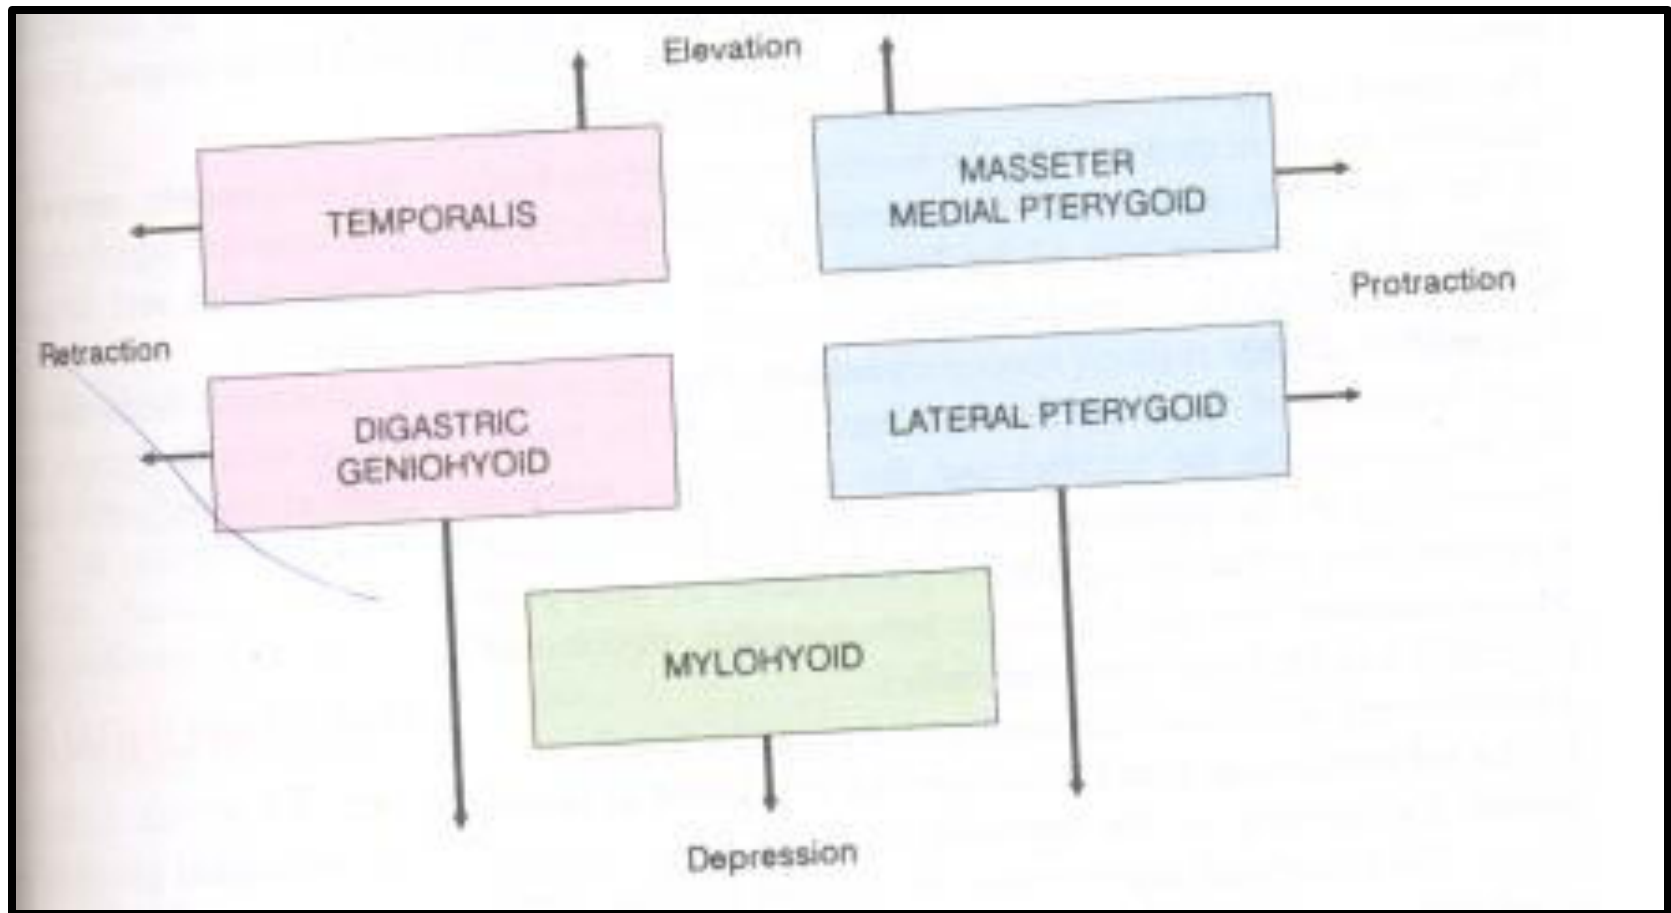 Elevation
TEMPORALIS
MASSETER
MEDIAL PTERYGOID
Protraction
Retraction
DIGASTRIC
GENIOHYOID
LATERAL PTERYGOID
MYLOHYOID
Depression